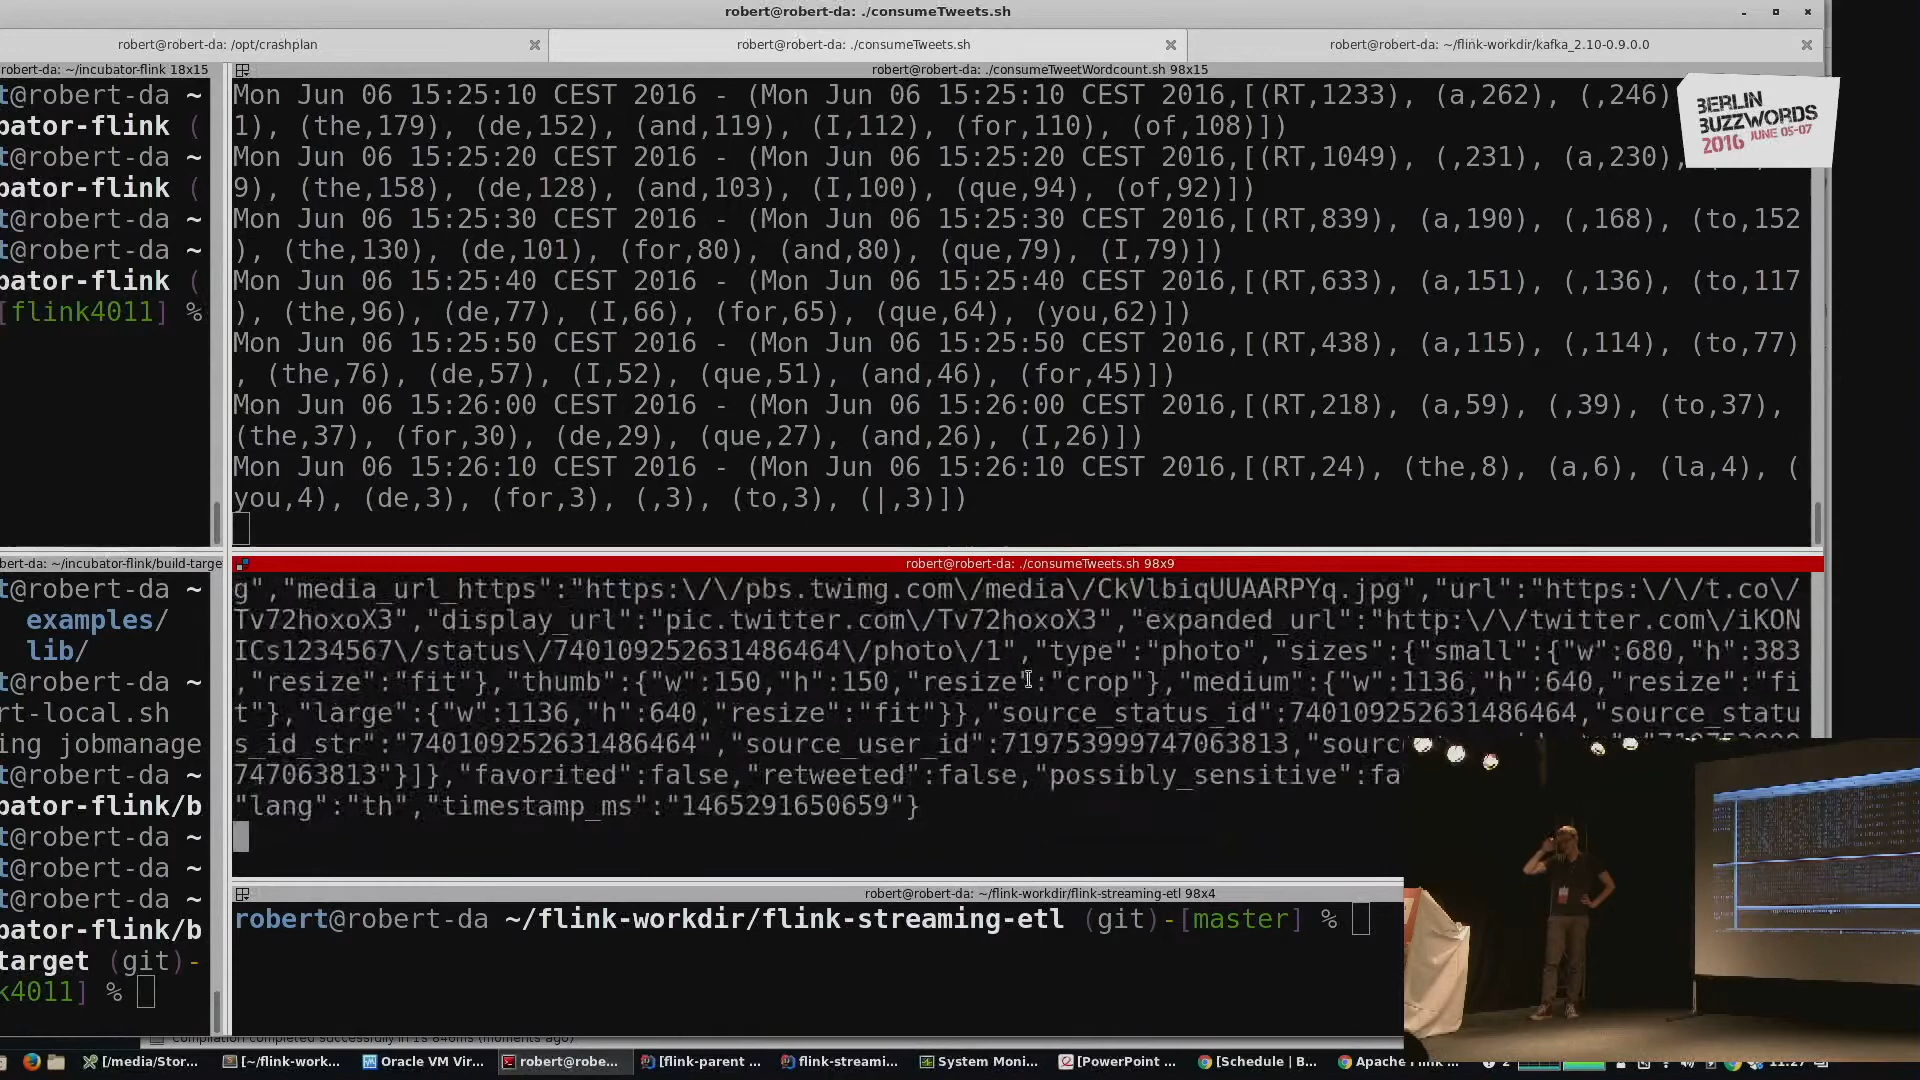 robert@robert-da: ./consumeTweets.sh
robert@robert-da: /opt/crashplan
robert@robert-da: ./consumeTweets.sh
robert@robert-da: ~/flink-workdir/kafka_2.10-0.9.0.0
robert-da: ~/incubator-flink 18x15
t@robert-da ~
bator-flink (
t@robert-da ~
bator-flink (
t@robert-da ~
t@robert-da ~
bator-flink (
[flink4011] %
robert@robert-da: ./consumeTweetWordcount.sh 98x15
Mon Jun 06 15:25:10 CEST 2016 - (Mon Jun 06 15:25:10 CEST 2016,[(RT,1233), (a,262), (,246)
1), (the,179), (de,152), (and,119), (I,112), (for,110), (of,108)])
Mon Jun 06 15:25:20 CEST 2016 - (Mon Jun 06 15:25:20 CEST 2016,[(RT,1049), (,231), (a,230),
9), (the,158), (de,128), (and,103), (I,100), (que,94), (of,92)])
Mon Jun 06 15:25:30 CEST 2016 - (Mon Jun 06 15:25:30 CEST 2016,[(RT,839), (a,190), (,168), (to,152
), (the,130), (de,101), (for,80), (and,80), (que,79), (I,79)])
Mon Jun 06 15:25:40 CEST 2016 - (Mon Jun 06 15:25:40 CEST 2016,[(RT,633), (a,151), (,136), (to,117
), (the,96), (de,77), (I,66), (for,65), (que,64), (you,62)])
Mon Jun 06 15:25:50 CEST 2016 - (Mon Jun 06 15:25:50 CEST 2016,[(RT,438), (a,115), (,114), (to,77)
, (the,76), (de,57), (I,52), (que,51), (and,46), (for,45)])
Mon Jun 06 15:26:00 CEST 2016 - (Mon Jun 06 15:26:00 CEST 2016,[(RT,218), (a,59), (,39), (to,37),
(the,37), (for,30), (de,29), (que,27), (and,26), (I,26)])
Mon Jun 06 15:26:10 CEST 2016 - (Mon Jun 06 15:26:10 CEST 2016,[(RT,24), (the,8), (a,6), (la,4), (
you,4), (de,3), (for,3), (,3), (to,3), (|,3)])
BERLIN
BUZZWORDS
2016 JUNE 05-07
bert-da: ~/incubator-flink/build-targe
t@robert-da ~
examples/
lib/
t@robert-da ~
rt-local.sh
ing jobmanage
t@robert-da ~
bator-flink/b
t@robert-da ~
t@robert-da ~
t@robert-da ~
bator-flink/b
target (git)-
k4011] %
robert@robert-da: ./consumeTweets.sh 98x9
g","media_url_https":"https:\/\/pbs.twimg.com\/media\/CkVlbiqUUAARPYq.jpg","url":"https:\/\/t.co\/
Tv72hoxoX3","display_url":"pic.twitter.com\/Tv72hoxoX3","expanded_url":"http:\/\/twitter.com\/iKON
ICs1234567\/status\/740109252631486464\/photo\/1","type":"photo","sizes":{"small":{"w":680,"h":383
,"resize":"fit"},"thumb":{"w":150,"h":150,"resize":"crop"},"medium":{"w":1136,"h":640,"resize":"fi
t"},"large":{"w":1136,"h":640,"resize":"fit"}},"source_status_id":740109252631486464,"source_statu
s_id_str":"740109252631486464","source_user_id":719753999747063813,"sourc
747063813"}]},"favorited":false,"retweeted":false,"possibly_sensitive":fa
"lang":"th","timestamp_ms":"1465291650659"}
robert@robert-da: ~/flink-workdir/flink-streaming-etl 98x4
robert@robert-da ~/flink-workdir/flink-streaming-etl (git)-[master] %
compilation completed successfully in 1s 840ms (moments ago)
[/media/Stor... [~/flink-work... Oracle VM Vir... robert@robe... [flink-parent ... flink-streami... System Moni... [PowerPoint ... [Schedule | B... Apache Flink 2 11:27